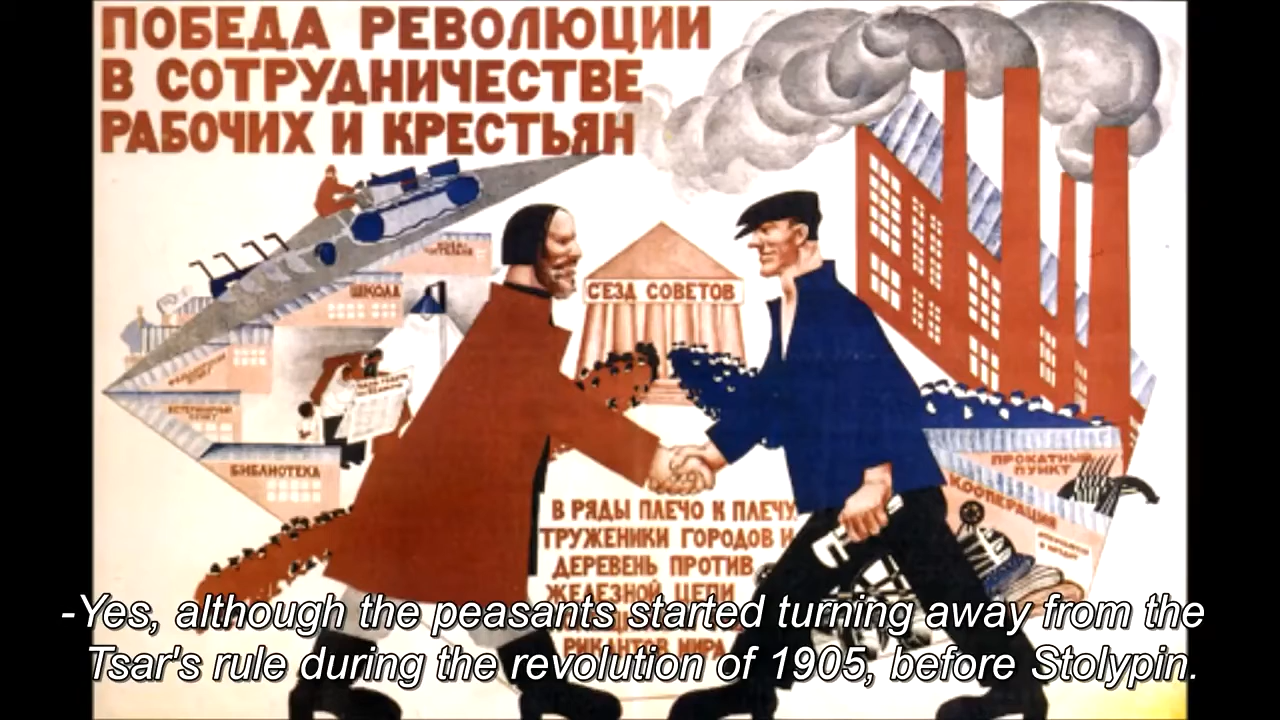 ПОБЕДА РЕВОЛЮЦИИ
В СОТРУДНИЧЕСТВЕ
РАБОЧИХ И КРЕСТЬЯН
СЪЕЗД СОВЕТОВ
ШКОЛА
БИБЛИОТЕКА
ПРОКАТНЫЙ
ПУНКТ
КООПЕРАЦИЯ
В РЯДЫ ПЛЕЧО К ПЛЕЧУ
ТРУЖЕНИКИ ГОРОДОВ И
ДЕРЕВЕНЬ ПРОТИВ
ЖЕЛЕЗНОЙ ЦЕПИ
МИРА
-Yes, although the peasants started turning away from the
Tsar's rule during the revolution of 1905, before Stolypin.